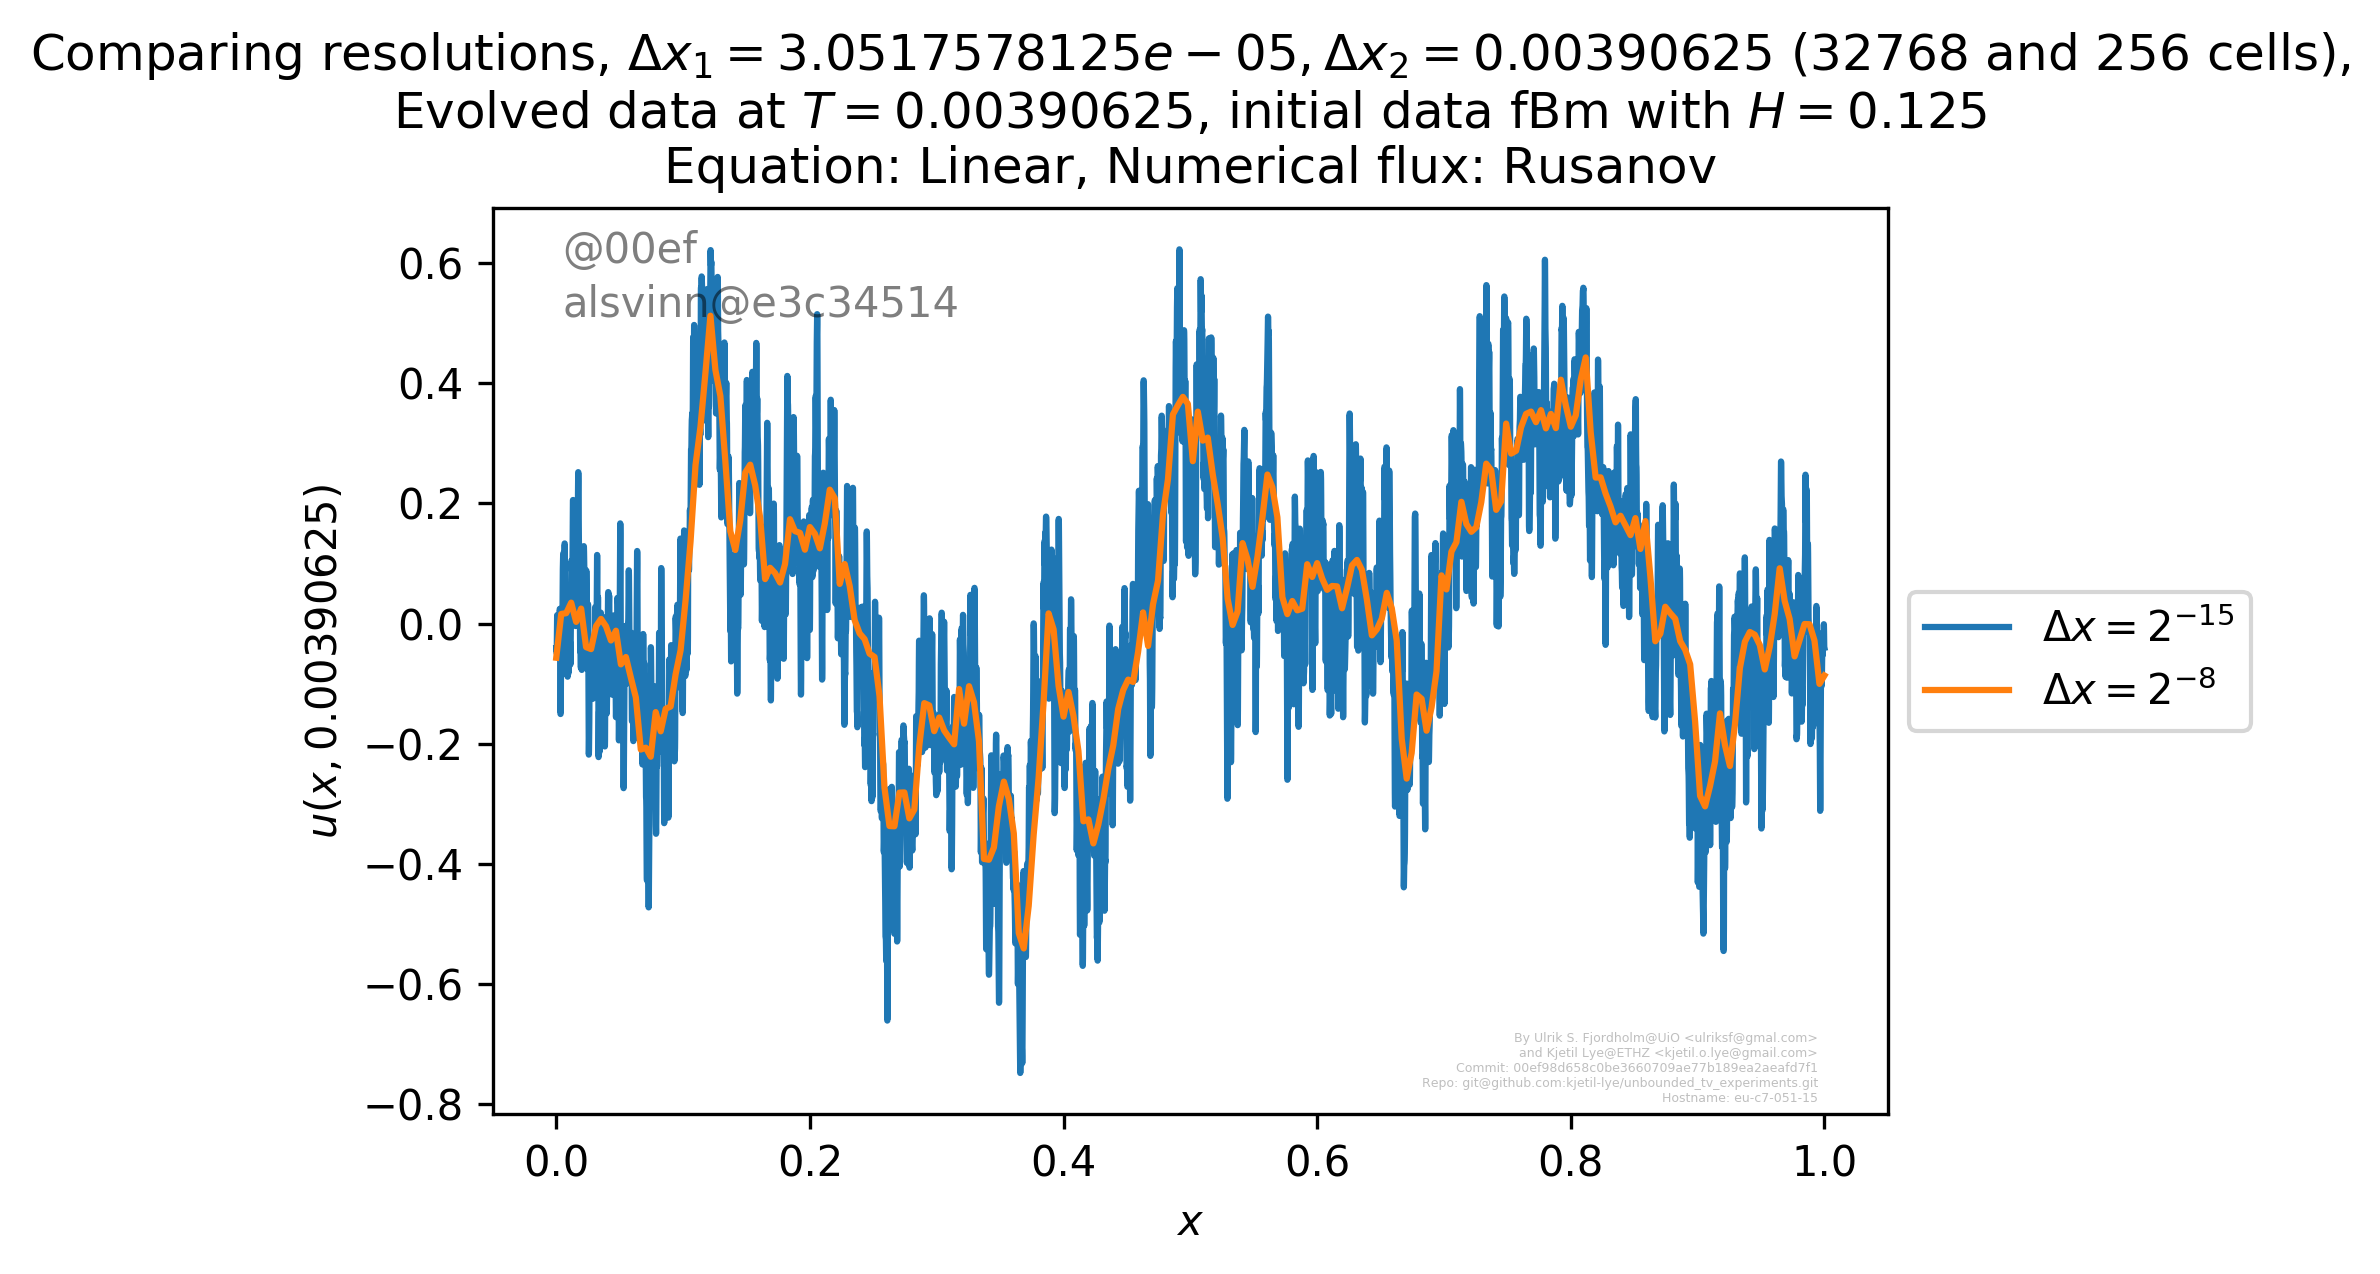 Comparing resolutions, Δx₁ = 3.0517578125e − 05, Δx₂ = 0.00390625 (32768 and 256 cells),
Evolved data at T = 0.00390625, initial data fBm with H = 0.125
Equation: Linear, Numerical flux: Rusanov
@00ef
alsvinn@e3c34514
0.6
0.4
0.2
0.0
−0.2
−0.4
−0.6
−0.8
u(x, 0.00390625)
Δx = 2⁻¹⁵
Δx = 2⁻⁸
By Ulrik S. Fjordholm@UiO <ulriksf@gmal.com>
and Kjetil Lye@ETHZ <kjetil.o.lye@gmail.com>
Commit: 00ef98d658c0be3660709ae77b189ea2aeafd7f1
Repo: git@github.com:kjetil-lye/unbounded_tv_experiments.git
Hostname: eu-c7-051-15
0.0 0.2 0.4 0.6 0.8 1.0
x